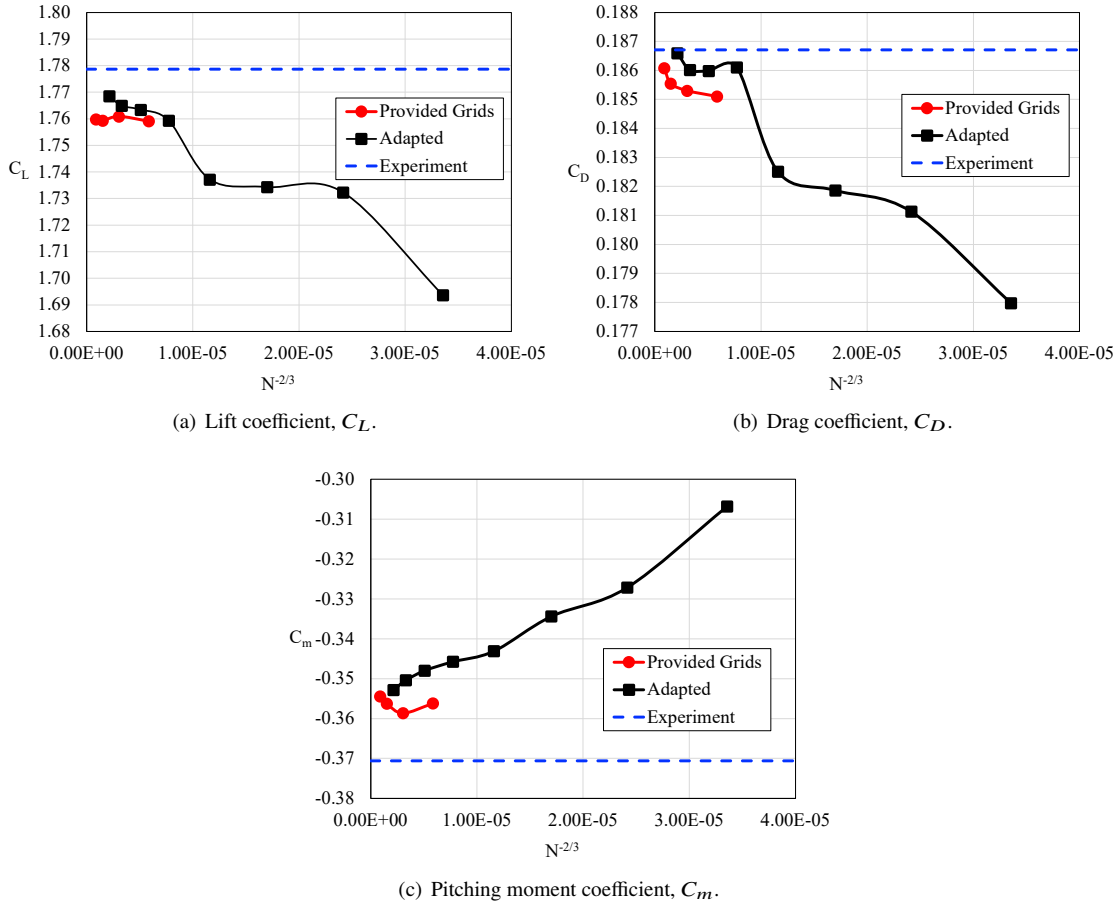 1.80
1.79
1.78
1.77
1.76
1.75
1.74
1.73
1.72
1.71
1.70
1.69
1.68
C_L
0.00E+00 1.00E-05 2.00E-05 3.00E-05 4.00E-05
N^-2/3
Provided Grids
Adapted
Experiment
(a) Lift coefficient, C_L.
0.188
0.187
0.186
0.185
0.184
0.183
0.182
0.181
0.180
0.179
0.178
0.177
C_D
0.00E+00 1.00E-05 2.00E-05 3.00E-05 4.00E-05
N^-2/3
Provided Grids
Adapted
Experiment
(b) Drag coefficient, C_D.
-0.30
-0.31
-0.32
-0.33
-0.34
-0.35
-0.36
-0.37
-0.38
C_m
0.00E+00 1.00E-05 2.00E-05 3.00E-05 4.00E-05
N^-2/3
Provided Grids
Adapted
Experiment
(c) Pitching moment coefficient, C_m.